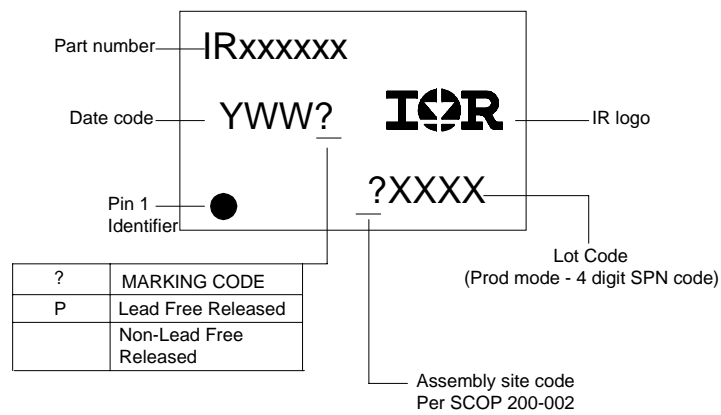 Part number
IRxxxxxx
Date code
YWW?
IOR
IR logo
Pin 1
Identifier
?XXXX
Lot Code
(Prod mode - 4 digit SPN code)
? MARKING CODE
P Lead Free Released
Non-Lead Free
Released
Assembly site code
Per SCOP 200-002